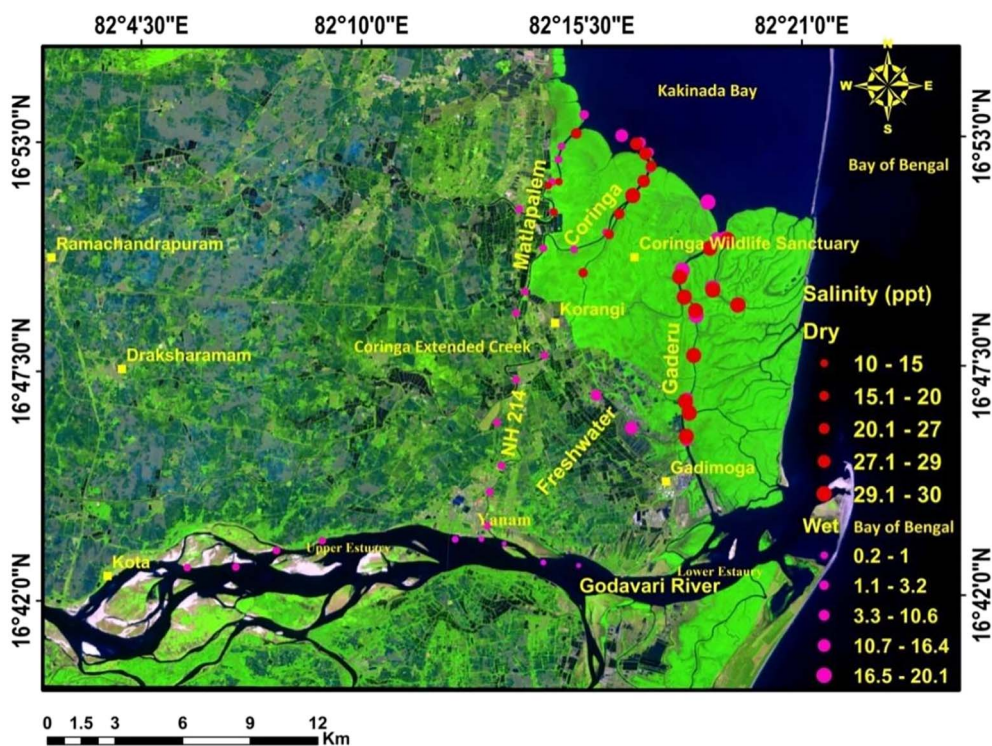 82°4'30"E 82°10'0"E 82°15'30"E 82°21'0"E
N
W E
S
Kakinada Bay
16°53'0"N
16°53'0"N
Bay of Bengal
Matlapalem
Coringa
Ramachandrapuram
Coringa Wildlife Sanctuary
Salinity (ppt)
Korangi
Dry
Coringa Extended Creek
Gaderu
Draksharamam
10 - 15
16°47'30"N
16°47'30"N
15.1 - 20
NH 214
Freshwater
20.1 - 27
27.1 - 29
Gadimoga
29.1 - 30
Yanam
Wet
Bay of Bengal
Upper Estuary
Kota
0.2 - 1
Lower Estaury
Godavari River
1.1 - 3.2
16°42'0"N
16°42'0"N
3.3 - 10.6
10.7 - 16.4
16.5 - 20.1
0 1.5 3 6 9 12
Km